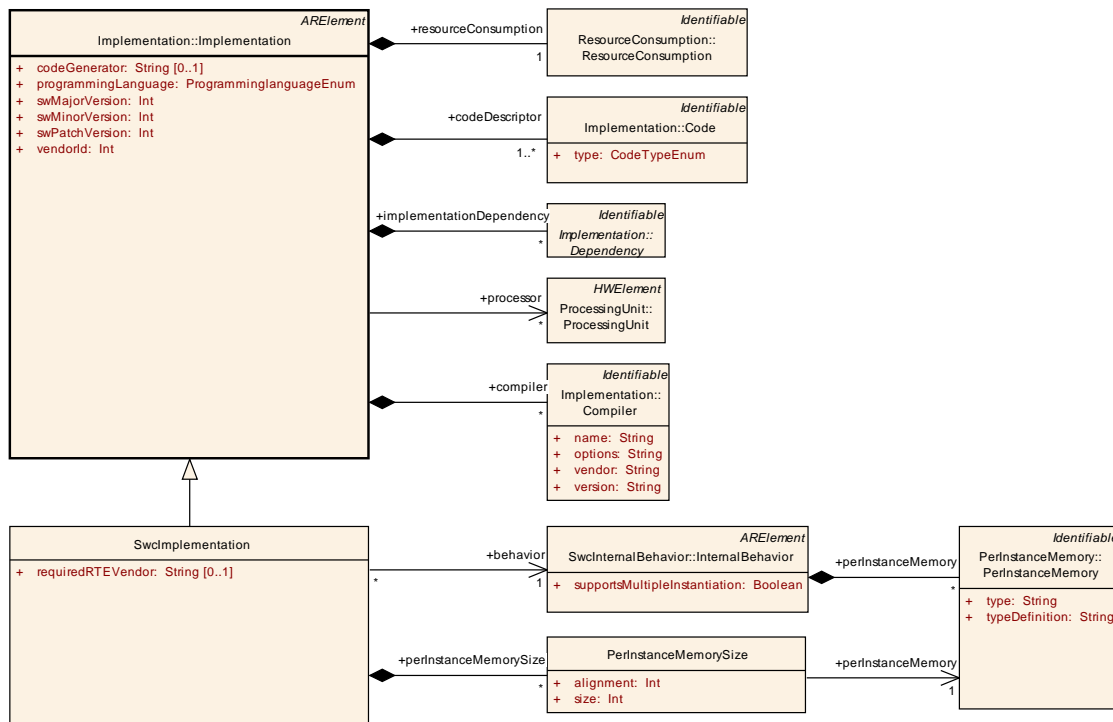 ARElement
Implementation::Implementation
+ codeGenerator: String [0..1]
+ programmingLanguage: ProgramminglanguageEnum
+ swMajorVersion: Int
+ swMinorVersion: Int
+ swPatchVersion: Int
+ vendorId: Int
+resourceConsumption
1
Identifiable
ResourceConsumption::
ResourceConsumption
+codeDescriptor
1..*
Identifiable
Implementation::Code
+ type: CodeTypeEnum
+implementationDependency
*
Identifiable
Implementation::
Dependency
+processor
*
HWElement
ProcessingUnit::
ProcessingUnit
+compiler
*
Identifiable
Implementation::
Compiler
+ name: String
+ options: String
+ vendor: String
+ version: String
SwcImplementation
+ requiredRTEVendor: String [0..1]
+behavior
*
1
ARElement
SwcInternalBehavior::InternalBehavior
+ supportsMultipleInstantiation: Boolean
+perInstanceMemory
*
Identifiable
PerInstanceMemory::
PerInstanceMemory
+ type: String
+ typeDefinition: String
+perInstanceMemorySize
*
PerInstanceMemorySize
+ alignment: Int
+ size: Int
+perInstanceMemory
1